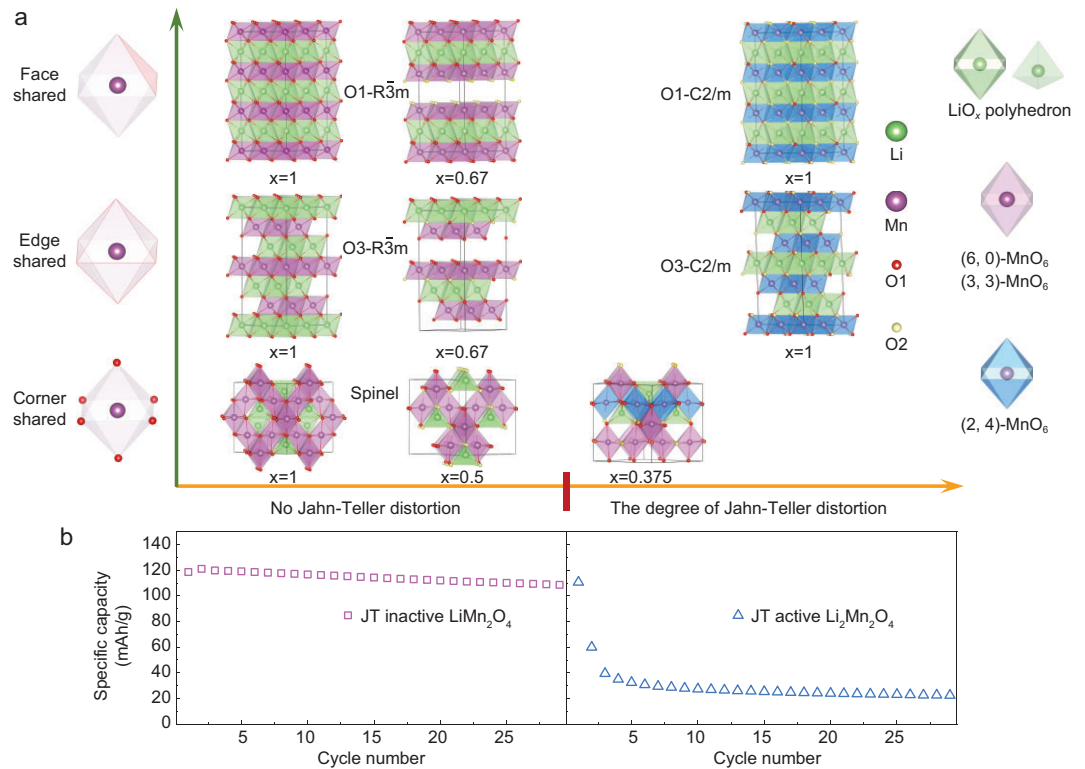 a
Face
shared
Edge
shared
Corner
shared
O1-R3̅m
x=1
x=0.67
O1-C2/m
x=1
O3-R3̅m
x=1
x=0.67
O3-C2/m
x=1
Spinel
x=1
x=0.5
x=0.375
LiOₓ polyhedron
Li
Mn
O1
O2
(6, 0)-MnO₆
(3, 3)-MnO₆
(2, 4)-MnO₆
No Jahn-Teller distortion
The degree of Jahn-Teller distortion
b
Specific capacity
(mAh/g)
140
120
100
80
60
40
20
0
JT inactive LiMn₂O₄
JT active Li₂Mn₂O₄
5 10 15 20 25
5 10 15 20 25
Cycle number
Cycle number